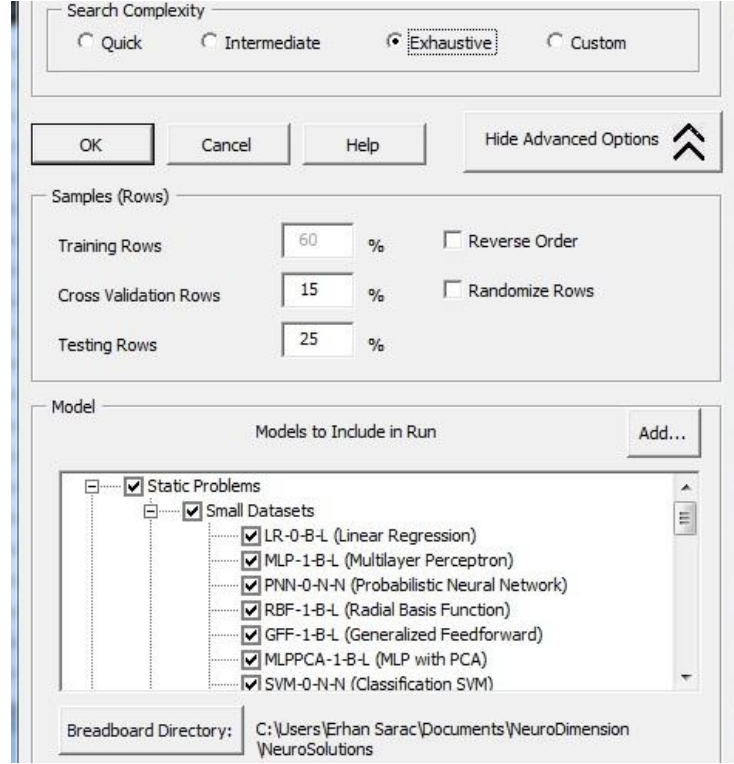 Search Complexity
Quick Intermediate Exhaustive Custom
OK Cancel Help Hide Advanced Options
Samples (Rows)
Training Rows 60 % Reverse Order
Cross Validation Rows 15 % Randomize Rows
Testing Rows 25 %
Model
Models to Include in Run Add...
Static Problems
Small Datasets
LR-0-B-L (Linear Regression)
MLP-1-B-L (Multilayer Perceptron)
PNN-0-N-N (Probabilistic Neural Network)
RBF-1-B-L (Radial Basis Function)
GFF-1-B-L (Generalized Feedforward)
MLPPCA-1-B-L (MLP with PCA)
SVM-0-N-N (Classification SVM)
Breadboard Directory: C:\Users\Erhan Sarac\Documents\NeuroDimension
\NeuroSolutions